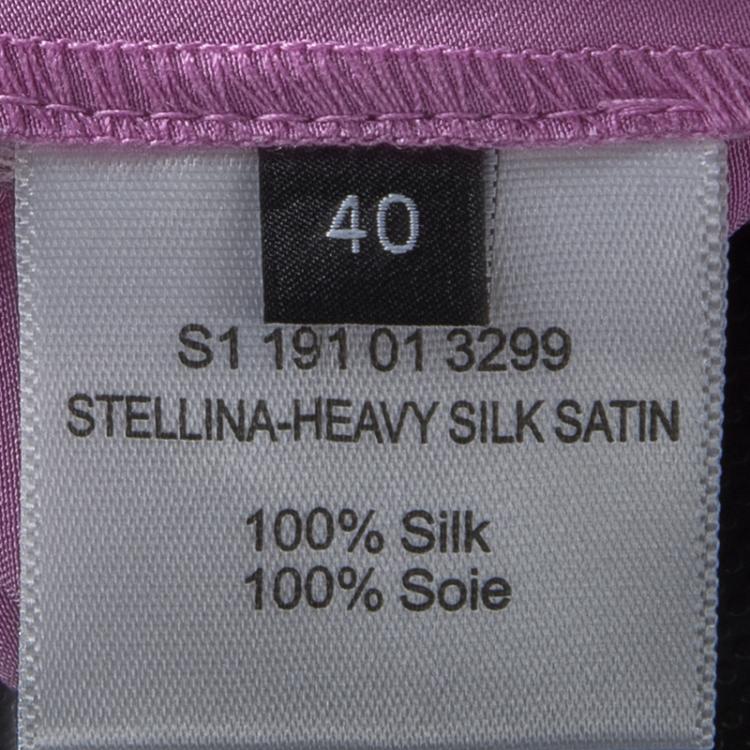 40
S1 191 01 3299
STELLINA-HEAVY SILK SATIN
100% Silk
100% Soie